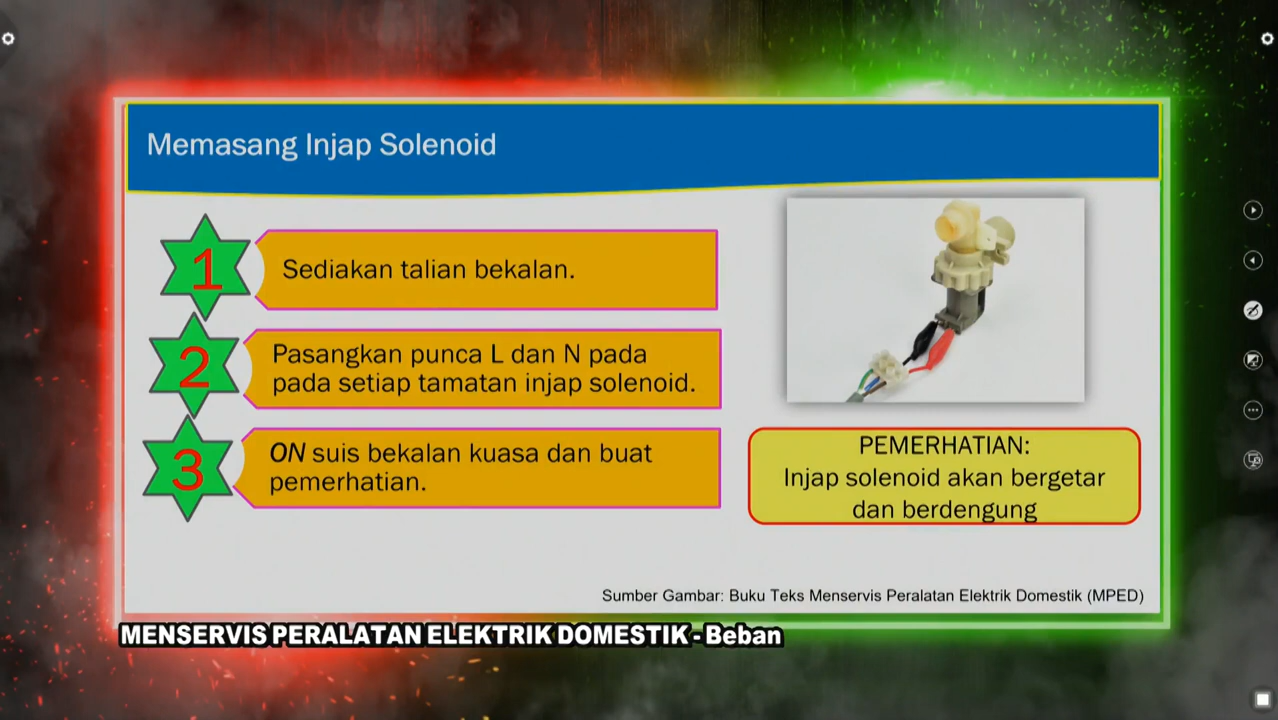 Memasang Injap Solenoid
1
Sediakan talian bekalan.
2
Pasangkan punca L dan N pada
pada setiap tamatan injap solenoid.
3
ON suis bekalan kuasa dan buat
pemerhatian.
PEMERHATIAN:
Injap solenoid akan bergetar
dan berdengung
Sumber Gambar: Buku Teks Menservis Peralatan Elektrik Domestik (MPED)
MENSERVIS PERALATAN ELEKTRIK DOMESTIK - Beban